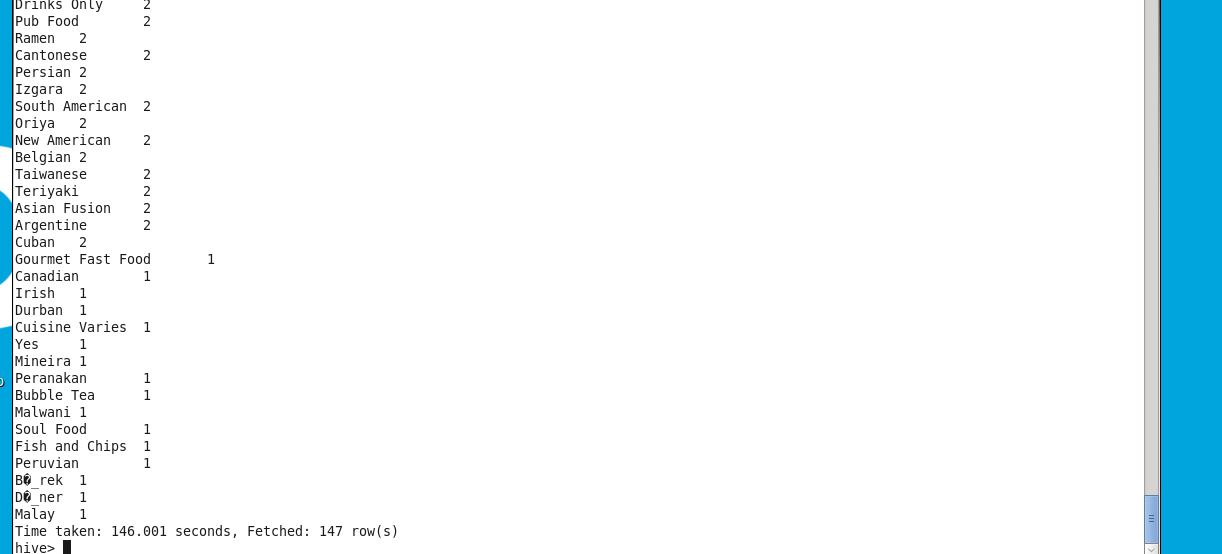 Drinks Only 2
Pub Food 2
Ramen 2
Cantonese 2
Persian 2
Izgara 2
South American 2
Oriya 2
New American 2
Belgian 2
Taiwanese 2
Teriyaki 2
Asian Fusion 2
Argentine 2
Cuban 2
Gourmet Fast Food 1
Canadian 1
Irish 1
Durban 1
Cuisine Varies 1
Yes 1
Mineira 1
Peranakan 1
Bubble Tea 1
Malwani 1
Soul Food 1
Fish and Chips 1
Peruvian 1
B�_rek 1
D�_ner 1
Malay 1
Time taken: 146.001 seconds, Fetched: 147 row(s)
hive>